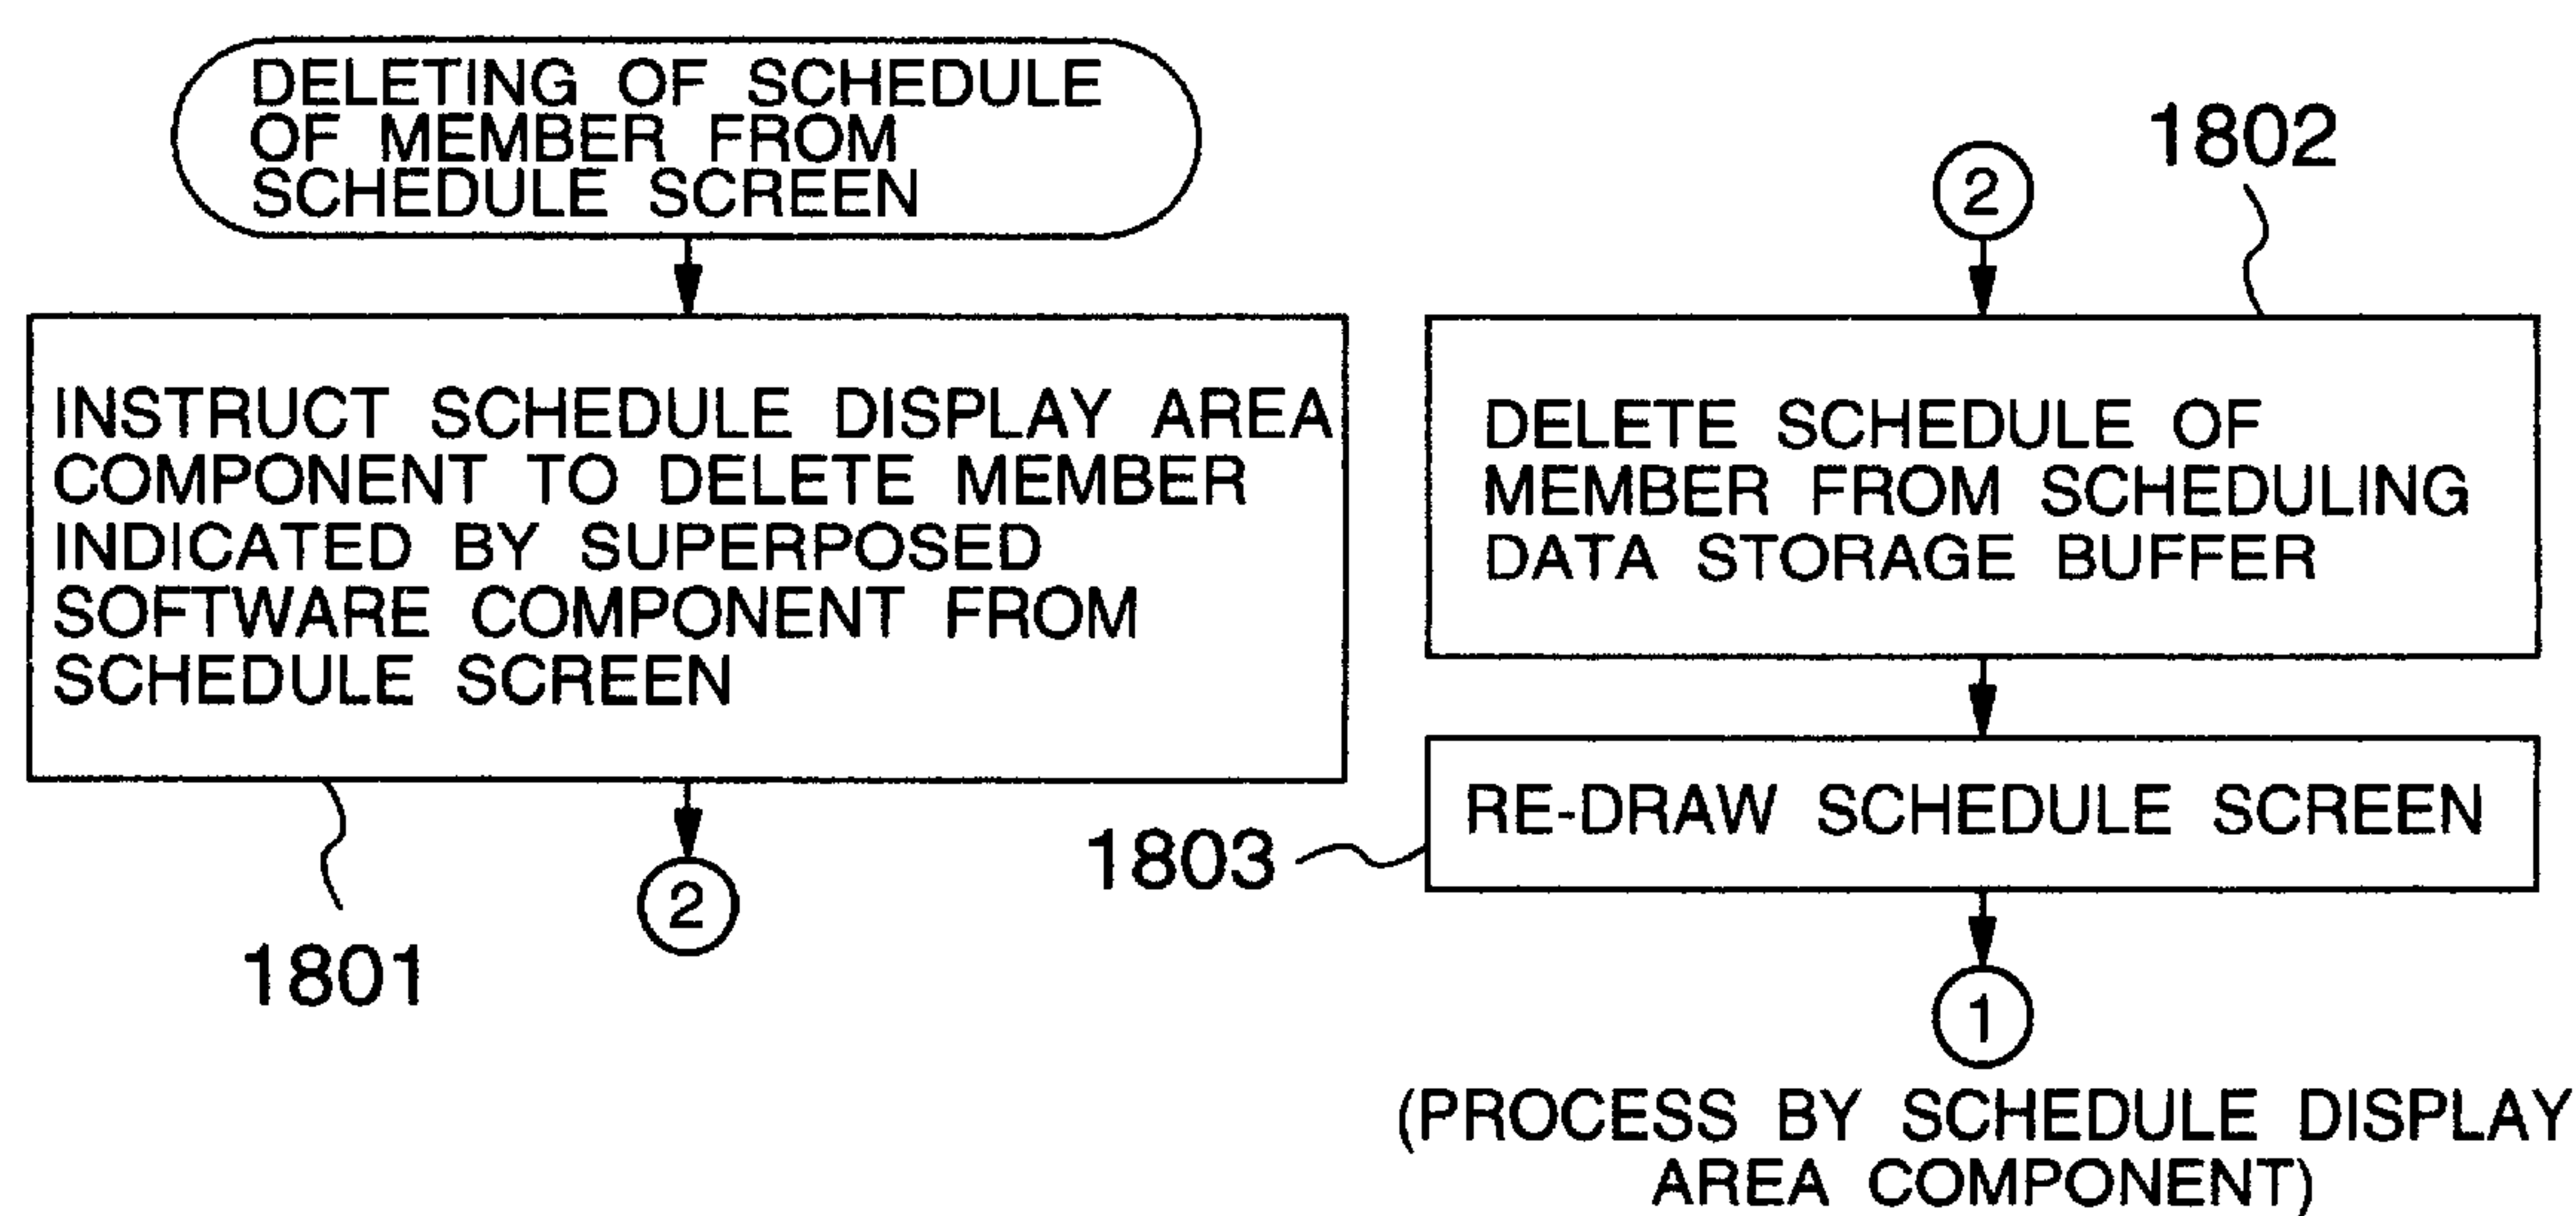 DELETING OF SCHEDULE
OF MEMBER FROM
SCHEDULE SCREEN
INSTRUCT SCHEDULE DISPLAY AREA
COMPONENT TO DELETE MEMBER
INDICATED BY SUPERPOSED
SOFTWARE COMPONENT FROM
SCHEDULE SCREEN
1801
2
2
1802
DELETE SCHEDULE OF
MEMBER FROM SCHEDULING
DATA STORAGE BUFFER
RE-DRAW SCHEDULE SCREEN
1803
1
(PROCESS BY SCHEDULE DISPLAY
AREA COMPONENT)